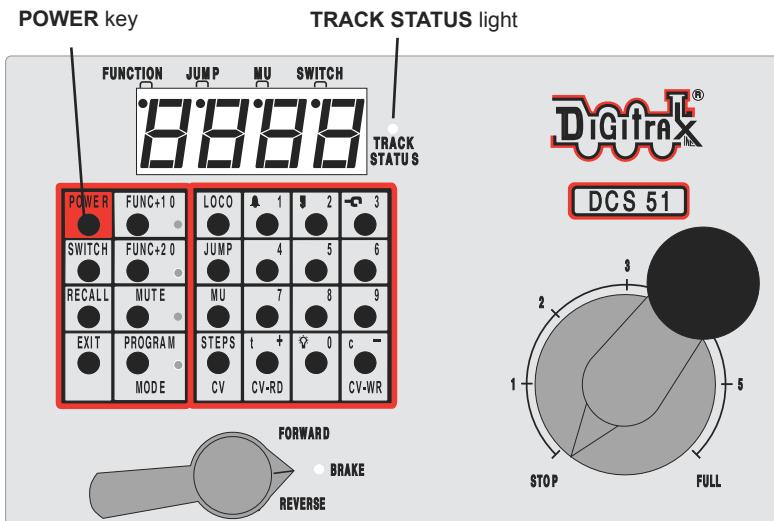 POWER key
TRACK STATUS light
FUNCTION JUMP MU SWITCH
8888
TRACK
STATUS
DIGITRAX ®
INC.
DCS 51
POWER FUNC+10 LOCO 1 2 3
SWITCH FUNC+20 JUMP 4 5 6
RECALL MUTE MU 7 8 9
EXIT PROGRAM STEPS t + 0 c -
MODE CV CV-RD CV-WR
1 2 3 5
STOP FULL
FORWARD
BRAKE
REVERSE